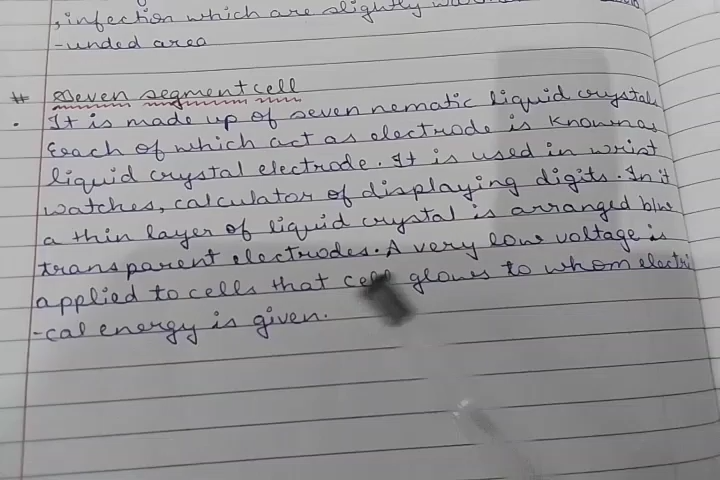 , infection which are slightly
-unded area
# Seven segment cell
. It is made up of seven nematic liquid crystals
Each of which act as electrode is known as
liquid crystal electrode. It is used in wrist
watches, calculator of displaying digits. In it
a thin layer of liquid crystal is arranged b/w
transparent electrodes. A very low voltage is
applied to cells that cell glows to whom electri
-cal energy is given.